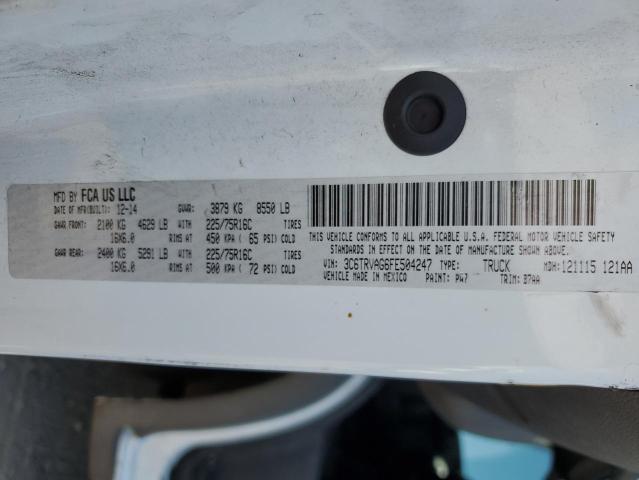 MFD BY FCA US LLC
DATE OF MFR(BUILT): 12-14 GVWR: 3879 KG 8550 LB
GAWR FRONT: 2100 KG 4629 LB WITH 225/75R16C TIRES
16X6.0 RIMS AT 450 KPA( 65 PSI) COLD
GAWR REAR: 2400 KG 5291 LB WITH 225/75R16C TIRES
16X6.0 RIMS AT 500 KPA ( 72 PSI) COLD
THIS VEHICLE CONFORMS TO ALL APPLICABLE U.S.A. FEDERAL MOTOR VEHICLE SAFETY
STANDARDS IN EFFECT ON THE DATE OF MANUFACTURE SHOWN ABOVE.
VIN: 3C6TRVAG6FE504247 TYPE: TRUCK MDH: 121115 121AA
VEHICLE MADE IN MEXICO PAINT: PW7 TRIM: B7AA